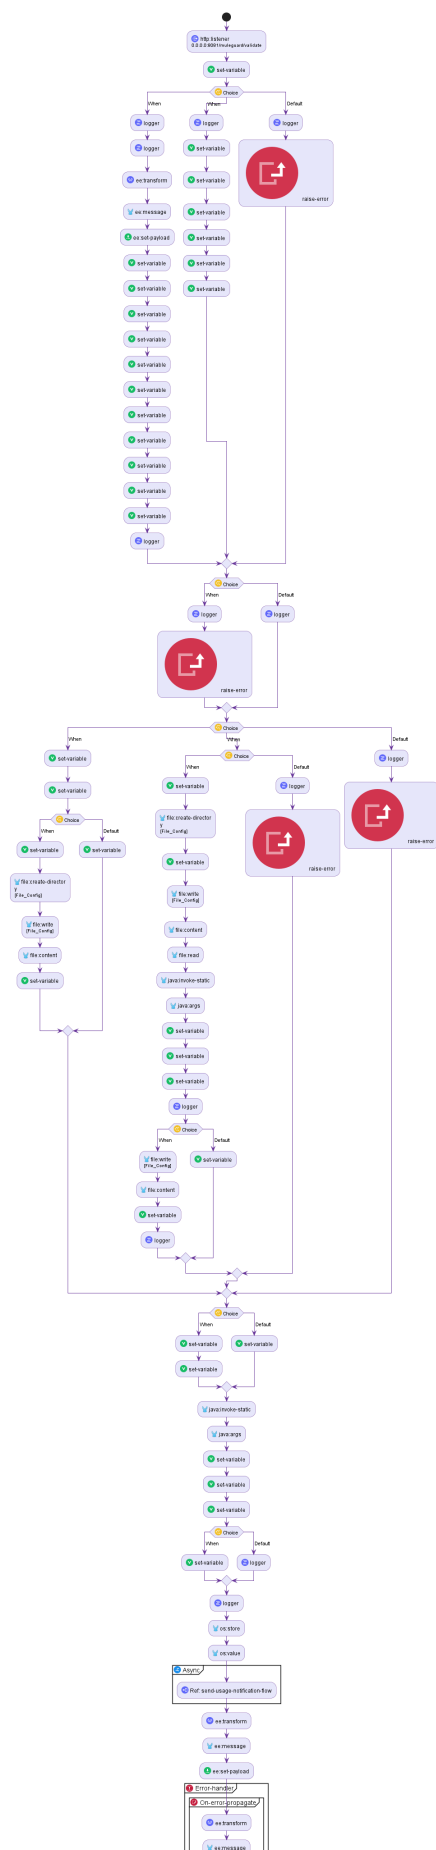 http:listener
0.0.0.0:8081/muleguard/validate
set-variable
Choice
When
When
Default
logger
logger
logger
logger
set-variable
raise-error
ee:transform
set-variable
ee:message
set-variable
ee:set-payload
set-variable
set-variable
set-variable
set-variable
set-variable
set-variable
set-variable
set-variable
set-variable
set-variable
set-variable
set-variable
set-variable
set-variable
logger
Choice
When
Default
logger
logger
raise-error
Choice
When
When
Default
set-variable
Choice
logger
When
Default
set-variable
set-variable
logger
raise-error
Choice
file:create-director
y
[File_Config]
raise-error
When
Default
set-variable
set-variable
set-variable
file:create-director
y
[File_Config]
file:write
[File_Config]
file:write
[File_Config]
file:content
file:content
file:read
set-variable
java:invoke-static
java:args
set-variable
set-variable
set-variable
logger
Choice
When
Default
file:write
[File_Config]
set-variable
file:content
set-variable
logger
Choice
When
Default
set-variable
set-variable
set-variable
java:invoke-static
java:args
set-variable
set-variable
set-variable
Choice
When
Default
set-variable
logger
logger
os:store
os:value
Async
Ref: send-usage-notification-flow
ee:transform
ee:message
ee:set-payload
Error-handler
On-error-propagate
ee:transform
ee:message